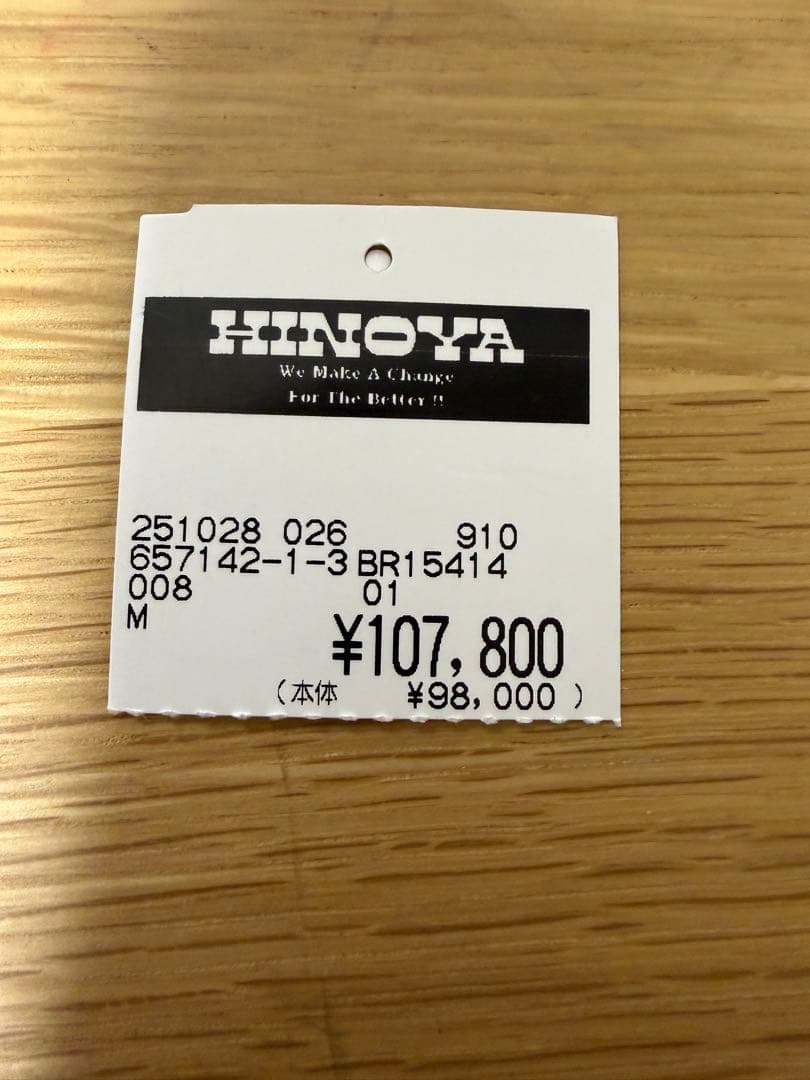 HINOYA
We Make A Change
For The Better !!
251028 026 910
657142-1-3 BR15414
008 01
M
¥107,800
(本体 ¥98,000 )